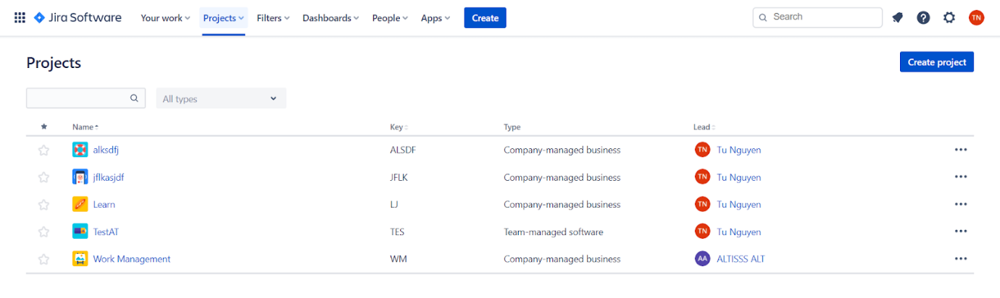 Jira Software Your work Projects Filters Dashboards People Apps Create Search TN
Projects Create project
All types
Name Key Type Lead
alksdfj ALSDF Company-managed business TN Tu Nguyen
jflkasjdf JFLK Company-managed business TN Tu Nguyen
Learn LJ Company-managed business TN Tu Nguyen
TestAT TES Team-managed software TN Tu Nguyen
Work Management WM Company-managed business AA ALTISSS ALT